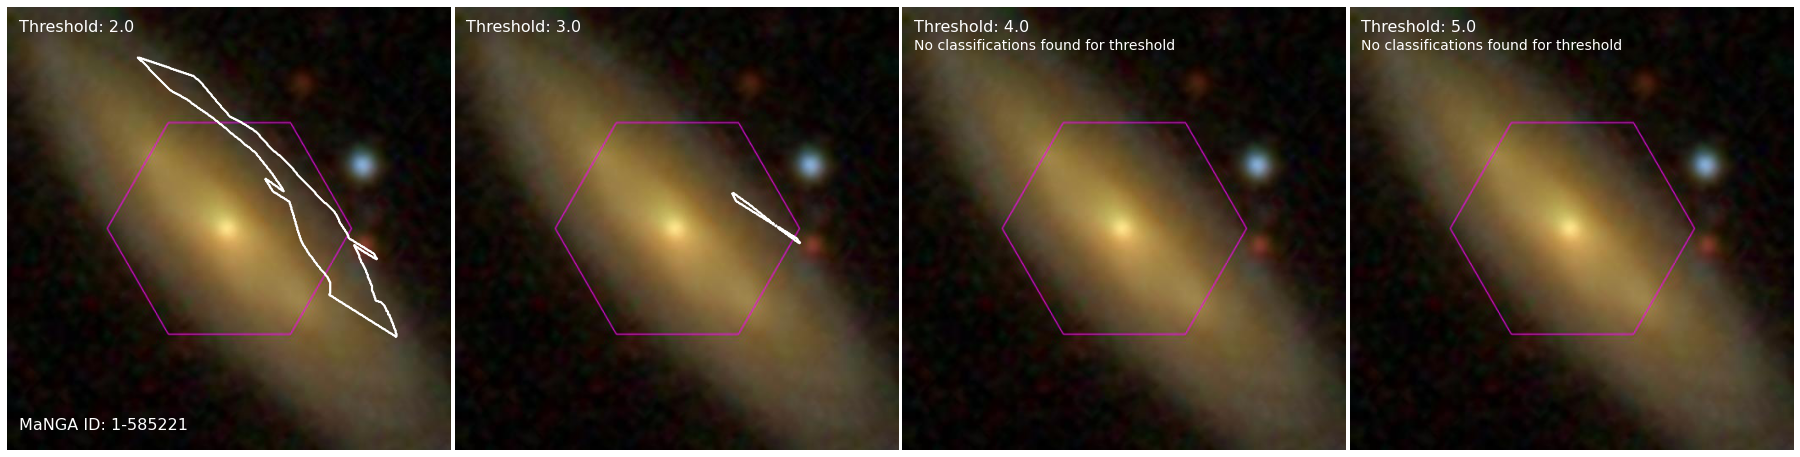 Threshold: 2.0
MaNGA ID: 1-585221
Threshold: 3.0
Threshold: 4.0
No classifications found for threshold
Threshold: 5.0
No classifications found for threshold